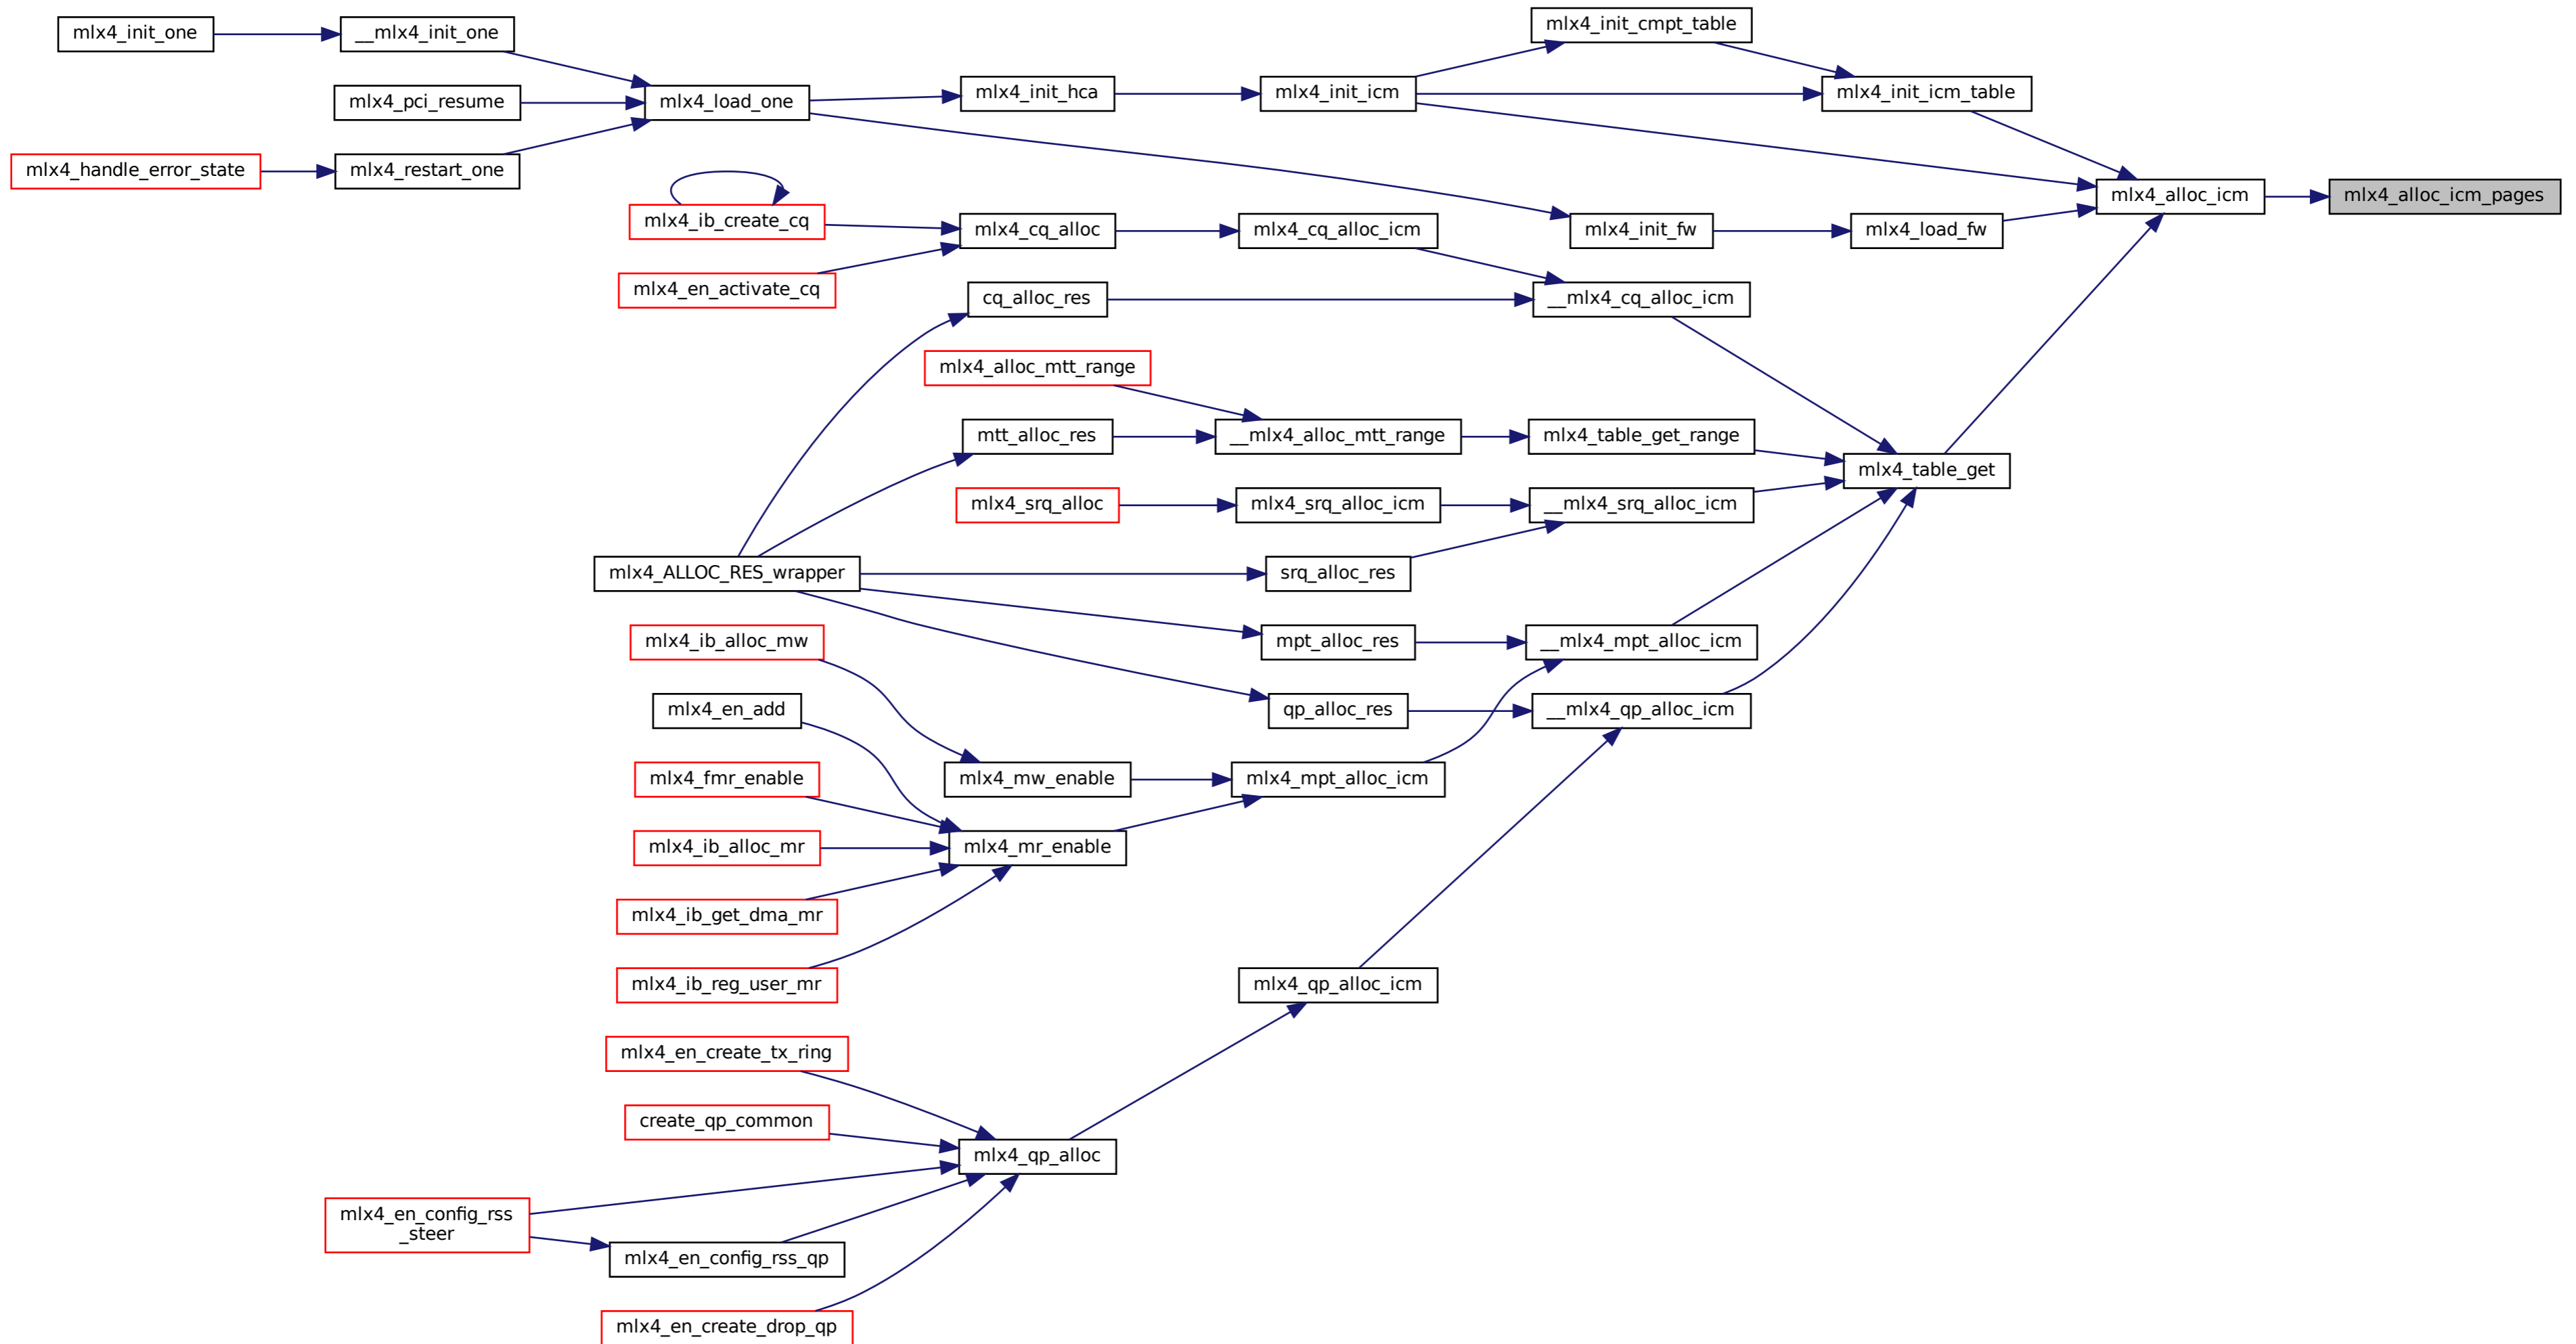 mlx4_init_cmpt_table
mlx4_init_one
__mlx4_init_one
mlx4_pci_resume
mlx4_load_one
mlx4_init_hca
mlx4_init_icm
mlx4_init_icm_table
mlx4_handle_error_state
mlx4_restart_one
mlx4_alloc_icm
mlx4_alloc_icm_pages
mlx4_ib_create_cq
mlx4_cq_alloc
mlx4_cq_alloc_icm
mlx4_init_fw
mlx4_load_fw
mlx4_en_activate_cq
cq_alloc_res
__mlx4_cq_alloc_icm
mlx4_alloc_mtt_range
mtt_alloc_res
__mlx4_alloc_mtt_range
mlx4_table_get_range
mlx4_table_get
mlx4_srq_alloc
mlx4_srq_alloc_icm
__mlx4_srq_alloc_icm
mlx4_ALLOC_RES_wrapper
srq_alloc_res
mlx4_ib_alloc_mw
mpt_alloc_res
__mlx4_mpt_alloc_icm
mlx4_en_add
qp_alloc_res
__mlx4_qp_alloc_icm
mlx4_fmr_enable
mlx4_mw_enable
mlx4_mpt_alloc_icm
mlx4_ib_alloc_mr
mlx4_mr_enable
mlx4_ib_get_dma_mr
mlx4_ib_reg_user_mr
mlx4_qp_alloc_icm
mlx4_en_create_tx_ring
create_qp_common
mlx4_qp_alloc
mlx4_en_config_rss
_steer
mlx4_en_config_rss_qp
mlx4_en_create_drop_qp